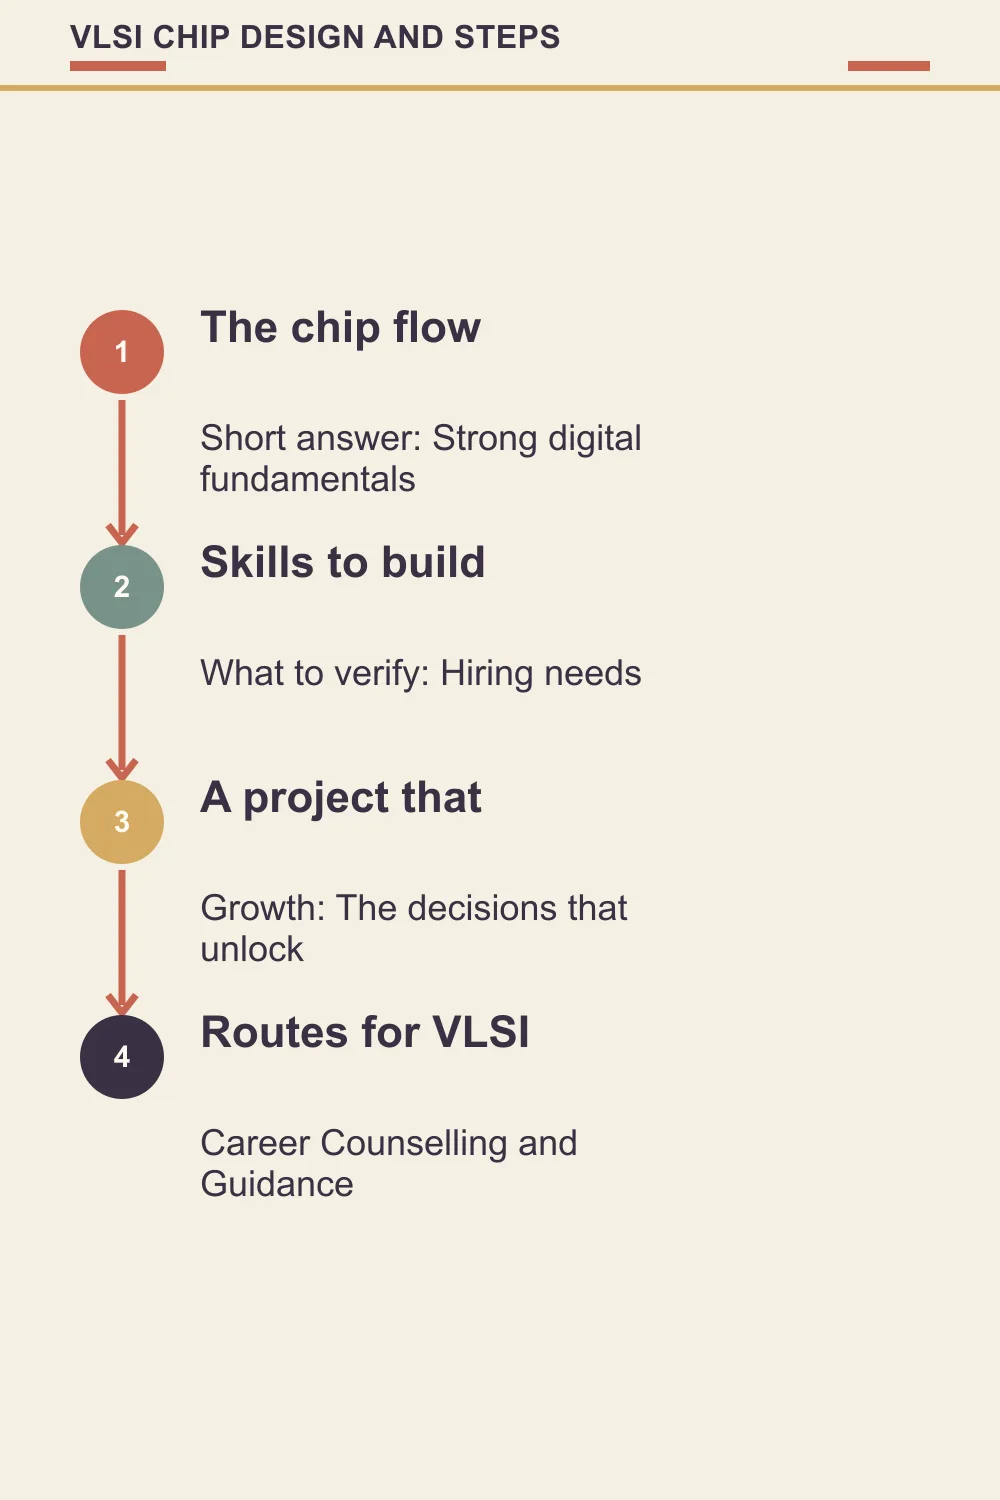 VLSI CHIP DESIGN AND STEPS
1
The chip flow
Short answer: Strong digital
fundamentals
2
Skills to build
What to verify: Hiring needs
3
A project that
Growth: The decisions that
unlock
4
Routes for VLSI
Career Counselling and
Guidance